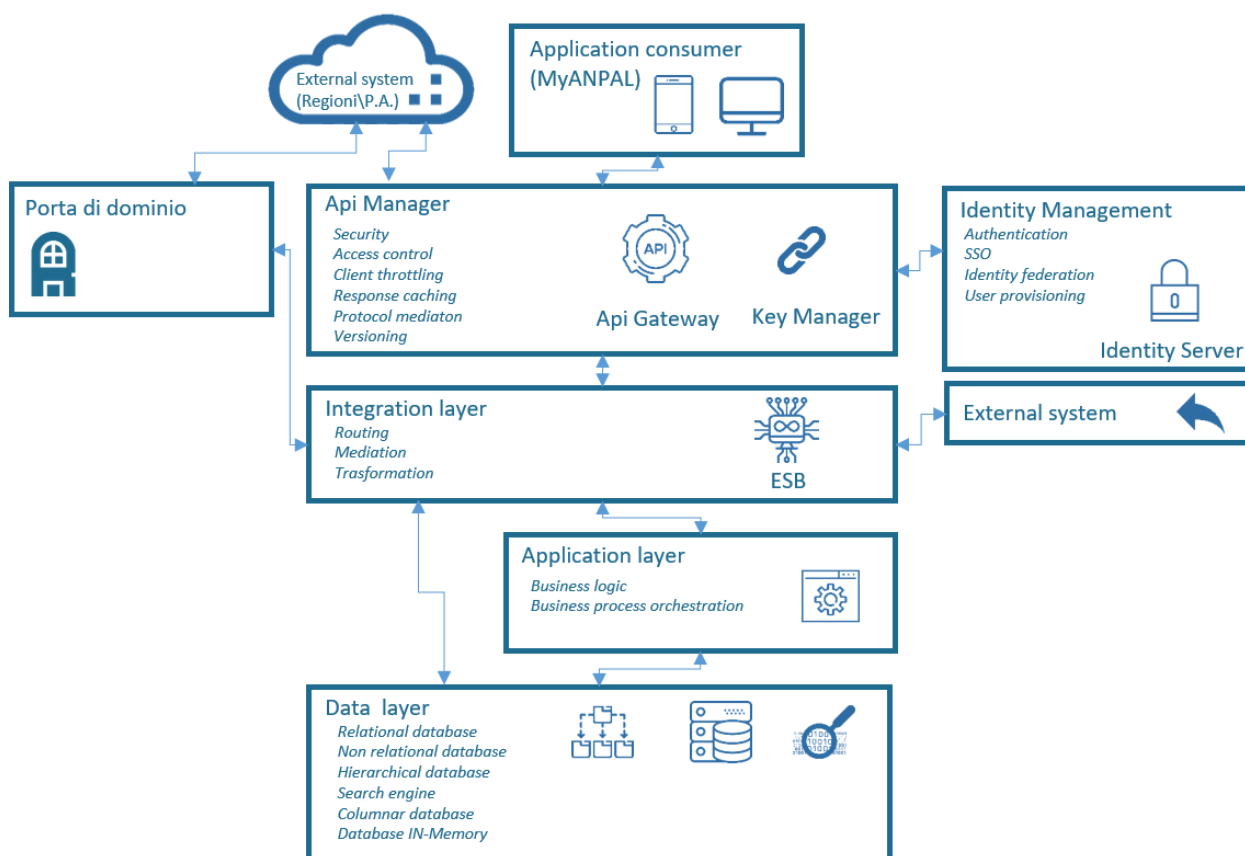 External system
(Regioni\P.A.)
Application consumer
(MyANPAL)
Porta di dominio
Api Manager
Security
Access control
Client throttling
Response caching
Protocol mediaton
Versioning
API
Api Gateway
Key Manager
Identity Management
Authentication
SSO
Identity federation
User provisioning
Identity Server
Integration layer
Routing
Mediation
Trasformation
ESB
External system
Application layer
Business logic
Business process orchestration
Data  layer
Relational database
Non relational database
Hierarchical database
Search engine
Columnar database
Database IN-Memory